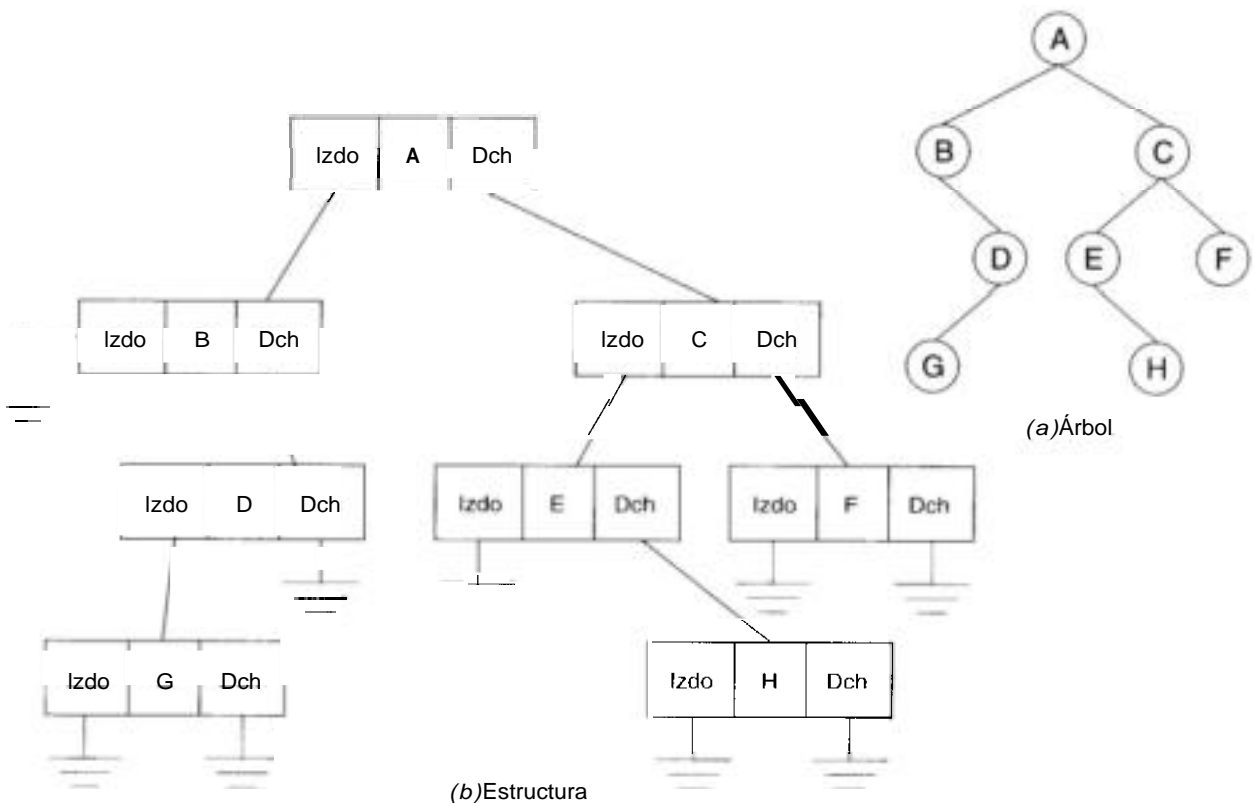 A
B C
D E F
G H
(a)Árbol
Izdo A Dch
Izdo B Dch
Izdo C Dch
Izdo D Dch
Izdo E Dch
Izdo F Dch
Izdo G Dch
Izdo H Dch
(b)Estructura